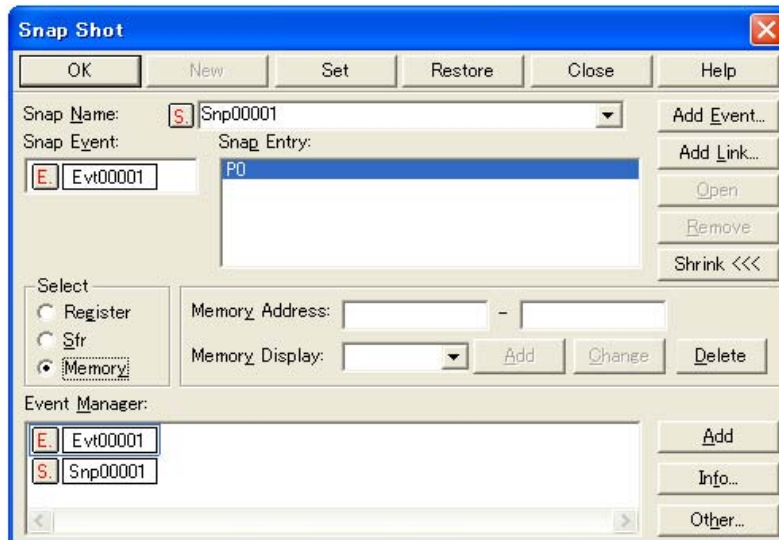 Snap Shot
OK New Set Restore Close Help
Snap Name: S. Snp00001 Add Event...
Snap Event: Snap Entry: Add Link...
E. Evt00001 P0 Open
Remove
Shrink <<<
Select
Register Memory Address: -
Sfr
Memory Memory Display: Add Change Delete
Event Manager:
E. Evt00001 Add
S. Snp00001 Info...
Other...